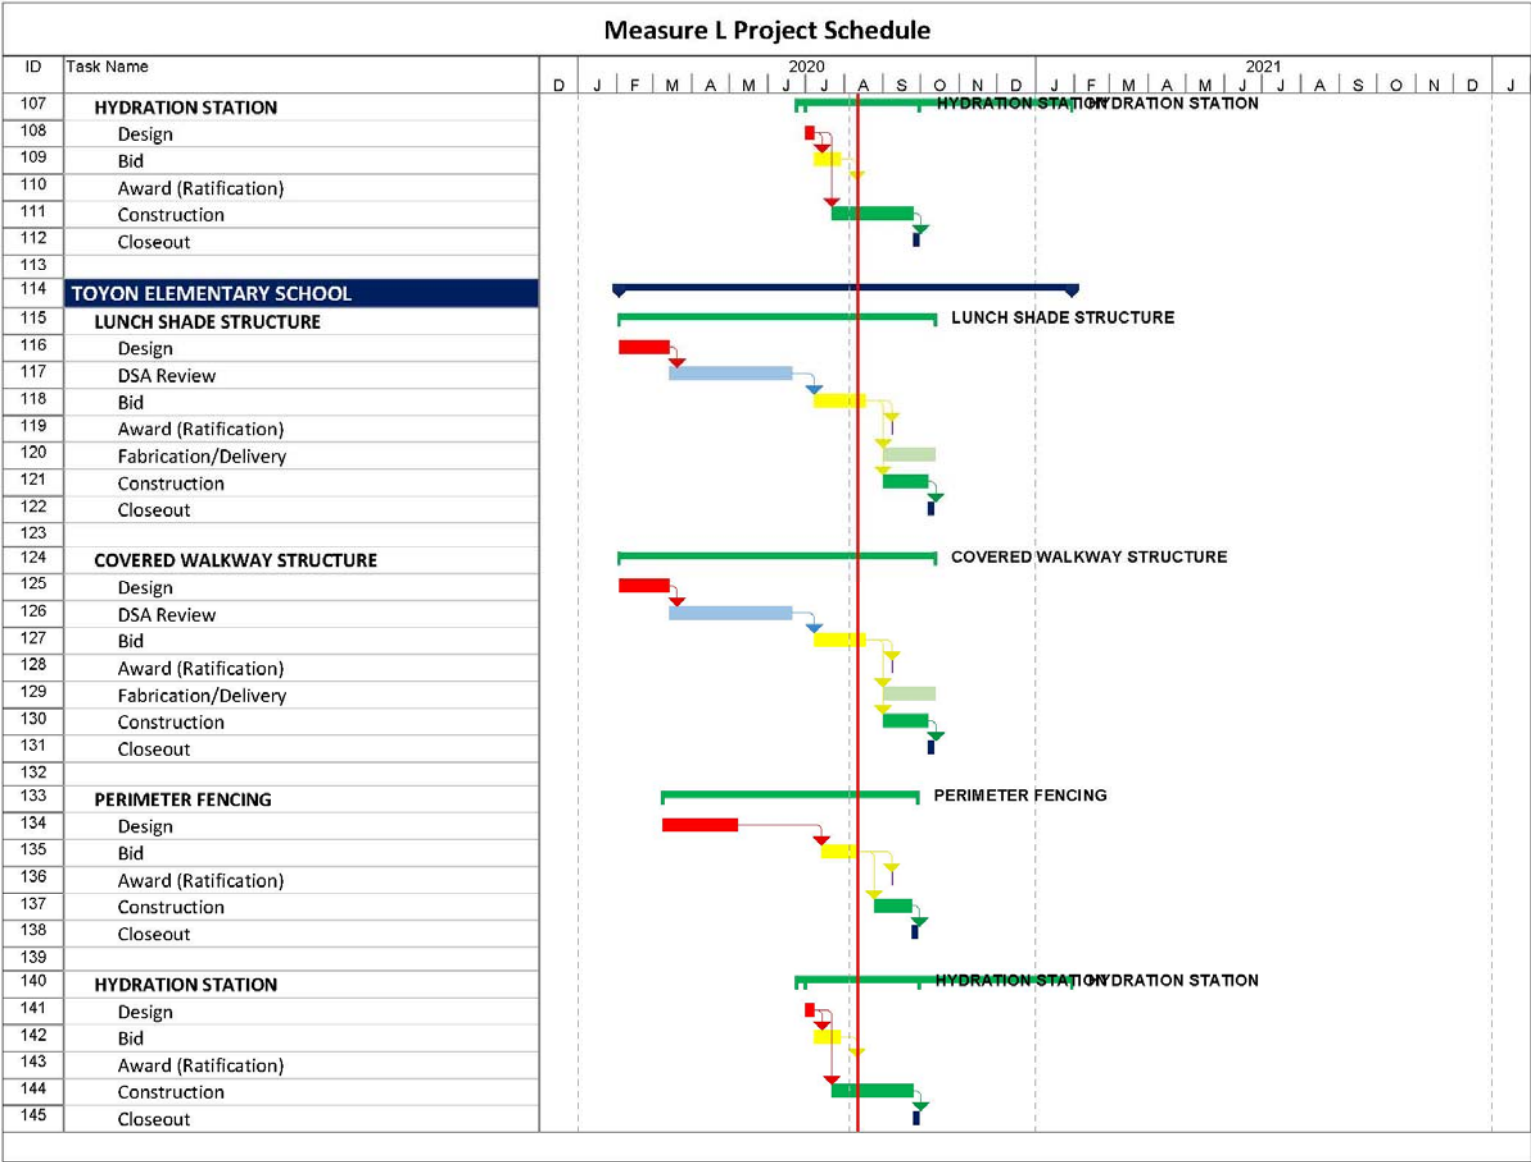 Measure L Project Schedule
ID Task Name 2020 2021
D J F M A M J J A S O N D J F M A M J J A S O N D J
107 HYDRATION STATION HYDRATION STATION HYDRATION STATION
108 Design
109 Bid
110 Award (Ratification)
111 Construction
112 Closeout
113
114 TOYON ELEMENTARY SCHOOL
115 LUNCH SHADE STRUCTURE LUNCH SHADE STRUCTURE
116 Design
117 DSA Review
118 Bid
119 Award (Ratification)
120 Fabrication/Delivery
121 Construction
122 Closeout
123
124 COVERED WALKWAY STRUCTURE COVERED WALKWAY STRUCTURE
125 Design
126 DSA Review
127 Bid
128 Award (Ratification)
129 Fabrication/Delivery
130 Construction
131 Closeout
132
133 PERIMETER FENCING PERIMETER FENCING
134 Design
135 Bid
136 Award (Ratification)
137 Construction
138 Closeout
139
140 HYDRATION STATION HYDRATION STATION HYDRATION STATION
141 Design
142 Bid
143 Award (Ratification)
144 Construction
145 Closeout